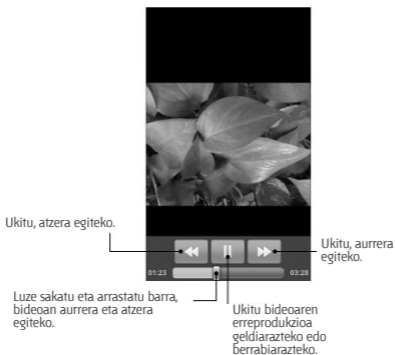 Ukitu, atzera egiteko.
Ukitu, aurrera
egiteko.
01:23
03:28
Luze sakatu eta arrastatu barra,
bideoan aurrera eta atzera
egiteko.
Ukitu bideoaren
erreprodukzioa
geldiarazteko edo
berrabiarazteko.